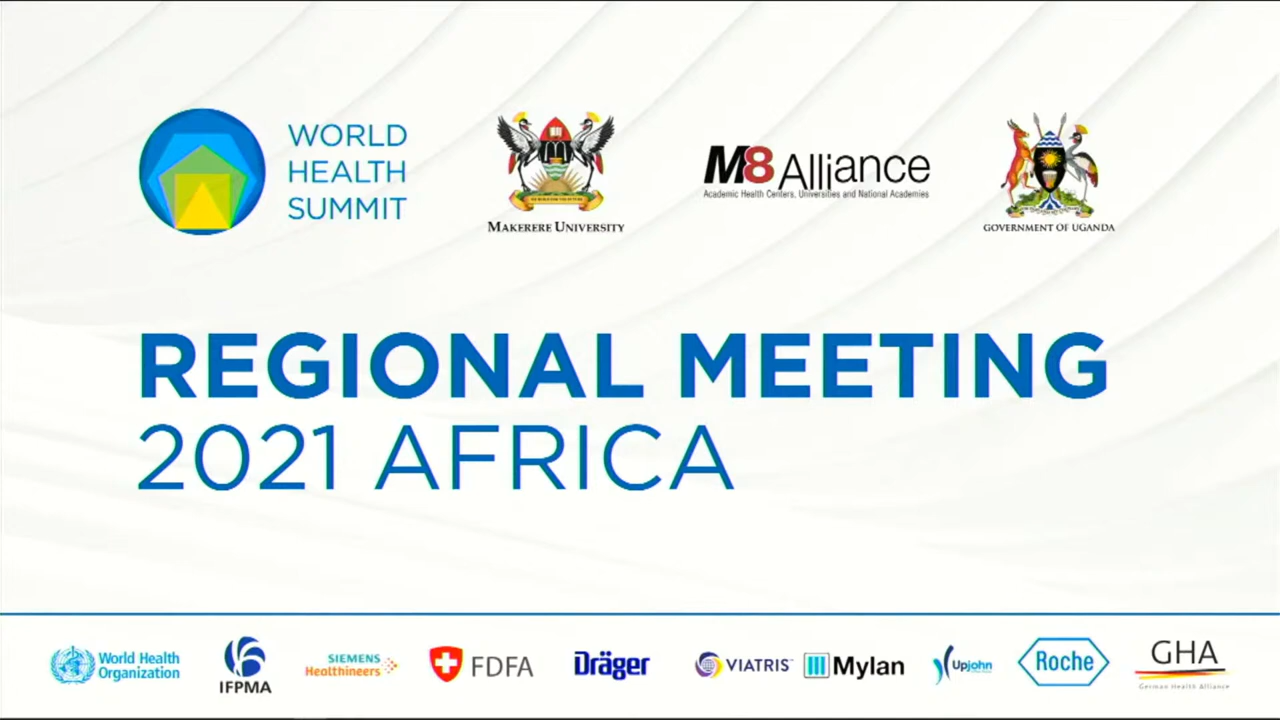 WORLD
HEALTH
SUMMIT
MAKERERE UNIVERSITY
M8 Alliance
Academic Health Centers, Universities and National Academies
GOVERNMENT OF UGANDA
REGIONAL MEETING
2021 AFRICA
World Health
Organization
IFPMA
SIEMENS
Healthineers
FDFA
Dräger
VIATRIS™
Mylan
Upjohn
Roche
GHA
German Health Alliance